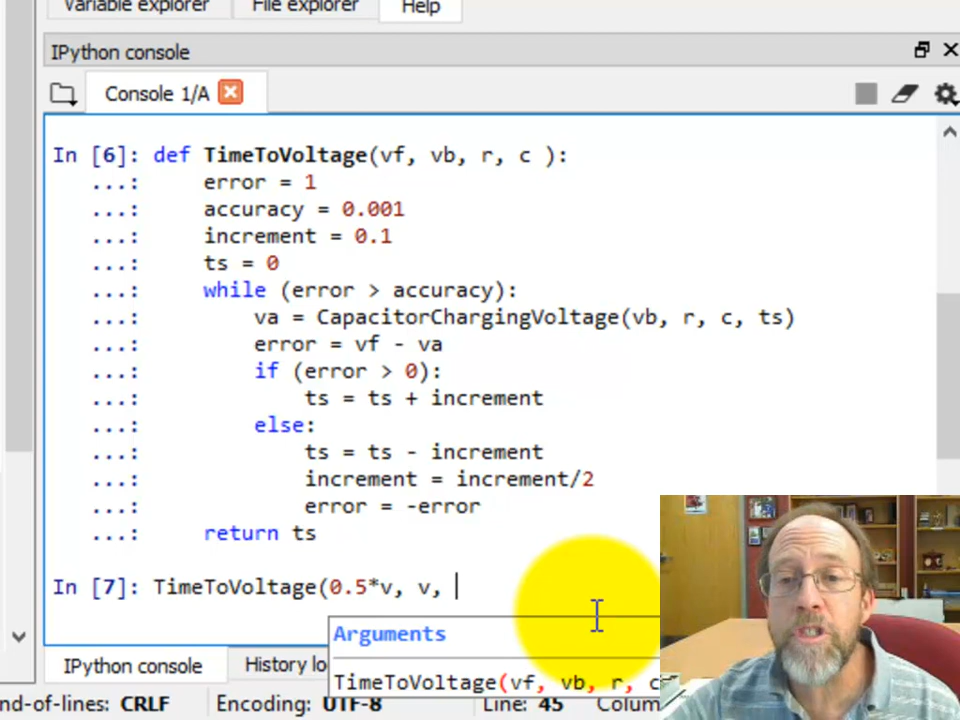 Variable explorer File explorer Help
IPython console
Console 1/A
In [6]: def TimeToVoltage(vf, vb, r, c ):
...: error = 1
...: accuracy = 0.001
...: increment = 0.1
...: ts = 0
...: while (error > accuracy):
...: va = CapacitorChargingVoltage(vb, r, c, ts)
...: error = vf - va
...: if (error > 0):
...: ts = ts + increment
...: else:
...: ts = ts - increment
...: increment = increment/2
...: error = -error
...: return ts
In [7]: TimeToVoltage(0.5*v, v,
Arguments
TimeToVoltage(vf, vb, r, c
IPython console History lo
nd-of-lines: CRLF Encoding: UTF-8 Line: 45 Colum